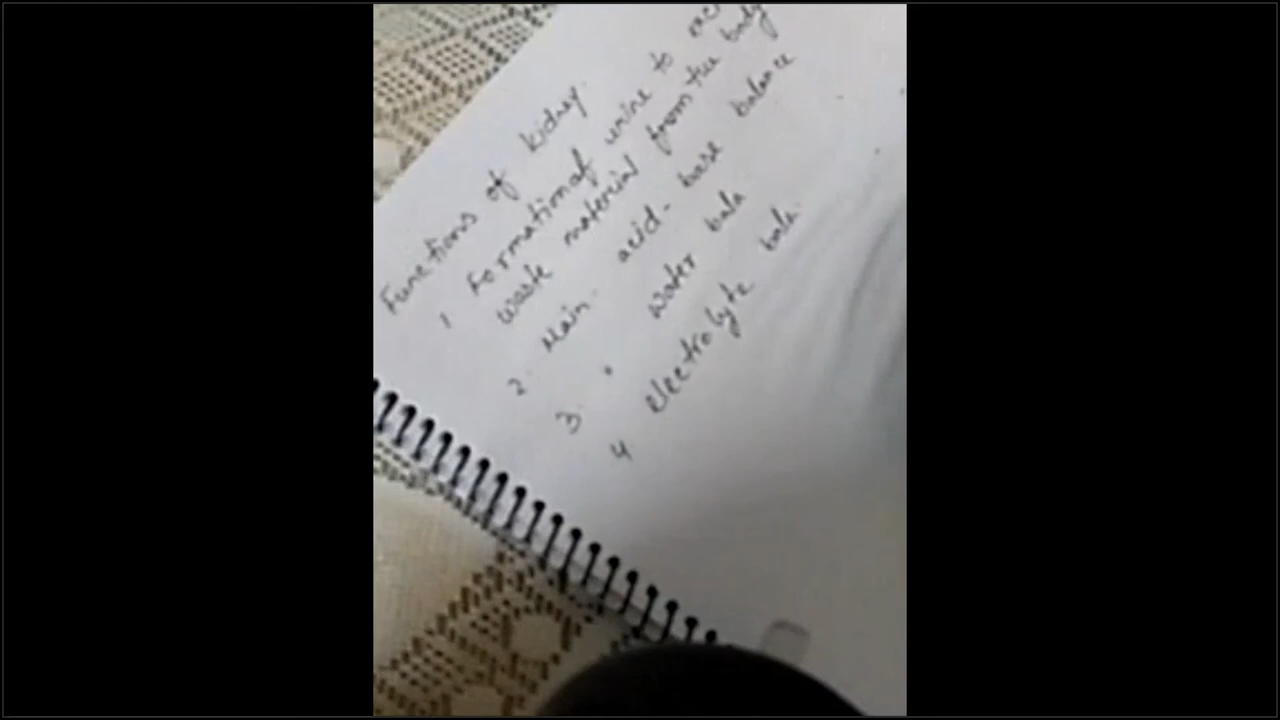 Functions of kidney.
1 Formation of urine to
waste material from the body
2. Main. acid-base balance
3. " water bala
4. Electrolyte bala.